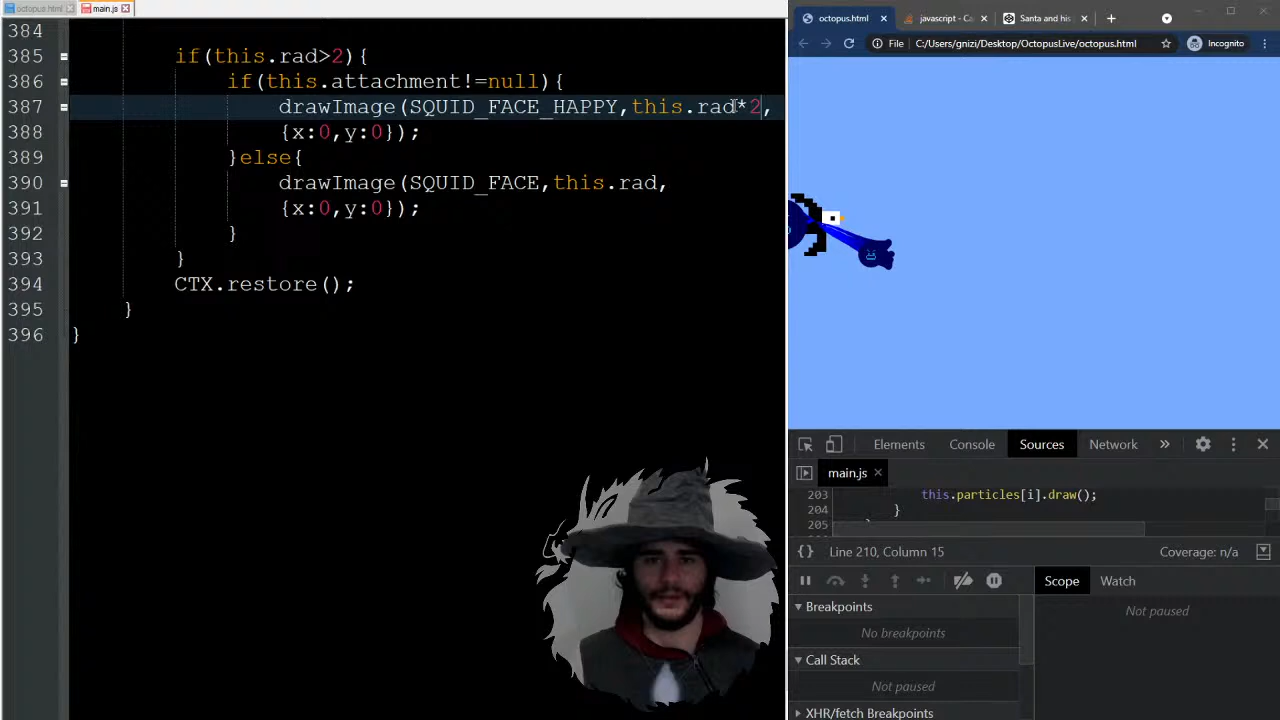 octopus.html
main.js
384
385 if(this.rad>2){
386 if(this.attachment!=null){
387 drawImage(SQUID_FACE_HAPPY,this.rad*2,
388 {x:0,y:0});
389 }else{
390 drawImage(SQUID_FACE,this.rad,
391 {x:0,y:0});
392 }
393 }
394 CTX.restore();
395 }
396 }
octopus.html
javascript - Ca
Santa and his
File C:/Users/gnizi/Desktop/OctopusLive/octopus.html
Incognito
Elements Console Sources Network
main.js
203 this.particles[i].draw();
204 }
205
{} Line 210, Column 15
Coverage: n/a
Scope Watch
Breakpoints
No breakpoints
Not paused
Call Stack
Not paused
XHR/fetch Breakpoints